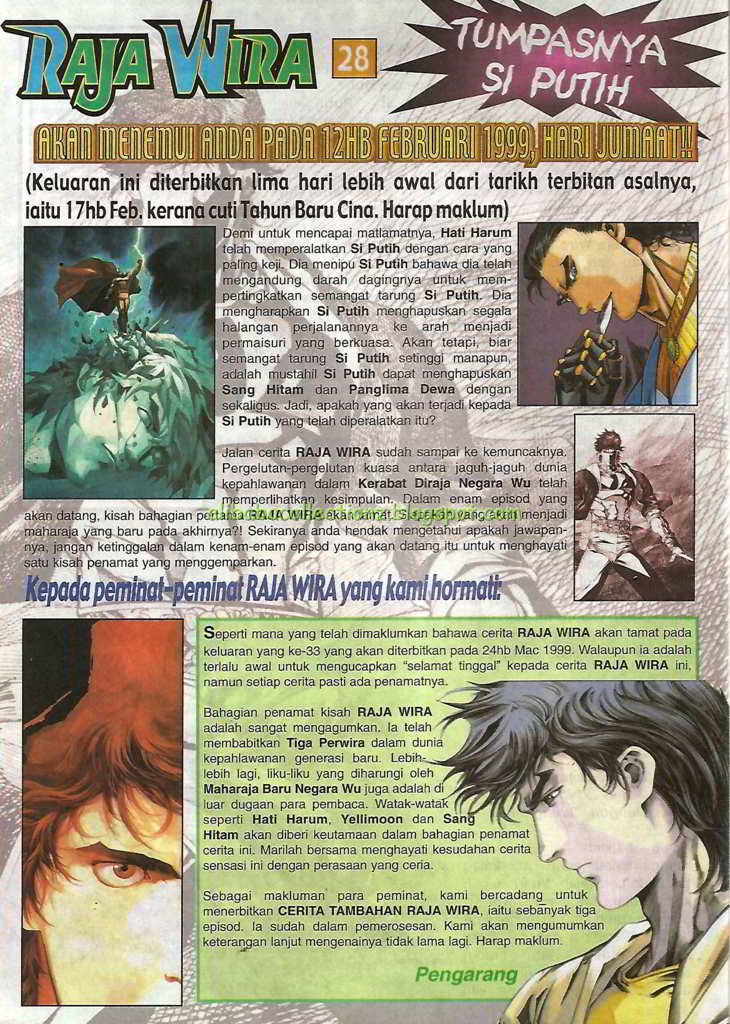 RAJA WIRA 28
TUMPASNYA
SI PUTIH
AKAN MENEMUI ANDA PADA 12HB FEBRUARI 1999, HARI JUMAAT!!
(Keluaran ini diterbitkan lima hari lebih awal dari tarikh terbitan asalnya,
iaitu 17hb Feb. kerana cuti Tahun Baru Cina. Harap maklum)
Demi untuk mencapai matlamatnya, Hati Harum
telah memperalatkan Si Putih dengan cara yang
paling keji. Dia menipu Si Putih bahawa dia telah
mengandung darah dagingnya untuk mem-
pertingkatkan semangat tarung Si Putih. Dia
mengharapkan Si Putih menghapuskan segala
halangan perjalanannya ke arah menjadi
permaisuri yang berkuasa. Akan tetapi, biar
semangat tarung Si Putih setinggi manapun,
adalah mustahil Si Putih dapat menghapuskan
Sang Hitam dan Panglima Dewa dengan
sekaligus. Jadi, apakah yang akan terjadi kepada
Si Putih yang telah diperalatkan itu?
Jalan cerita RAJA WIRA sudah sampai ke kemuncaknya.
Pergelutan-pergelutan kuasa antara jaguh-jaguh dunia
kepahlawanan dalam Kerabat Diraja Negara Wu telah
memperlihatkan kesimpulan. Dalam enam episod yang
akan datang, kisah bahagian pertama RAJA WIRA akan tamat. Siapakah yang akan menjadi
maharaja yang baru pada akhirnya?! Sekiranya anda hendak mengetahui apakah jawapan-
nya, jangan ketinggalan dalam kenam-enam episod yang akan datang itu untuk menghayati
satu kisah penamat yang menggemparkan.
Kepada peminat-peminat RAJA WIRA yang kami hormati:
Seperti mana yang telah dimaklumkan bahawa cerita RAJA WIRA akan tamat pada
keluaran yang ke-33 yang akan diterbitkan pada 24hb Mac 1999. Walaupun ia adalah
terlalu awal untuk mengucapkan “selamat tinggal” kepada cerita RAJA WIRA ini,
namun setiap cerita pasti ada penamatnya.
Bahagian penamat kisah RAJA WIRA
adalah sangat mengagumkan. Ia telah
membabitkan Tiga Perwira dalam dunia
kepahlawanan generasi baru. Lebih-
lebih lagi, liku-liku yang diharungi oleh
Maharaja Baru Negara Wu juga adalah di
luar dugaan para pembaca. Watak-watak
seperti Hati Harum, Yellimoon dan Sang
Hitam akan diberi keutamaan dalam bahagian penamat
cerita ini. Marilah bersama menghayati kesudahan cerita
sensasi ini dengan perasaan yang ceria.
Sebagai makluman para peminat, kami bercadang untuk
menerbitkan CERITA TAMBAHAN RAJA WIRA, iaitu sebanyak tiga
episod. Ia sudah dalam pemerosesan. Kami akan mengumumkan
keterangan lanjut mengenainya tidak lama lagi. Harap maklum.
Pengarang